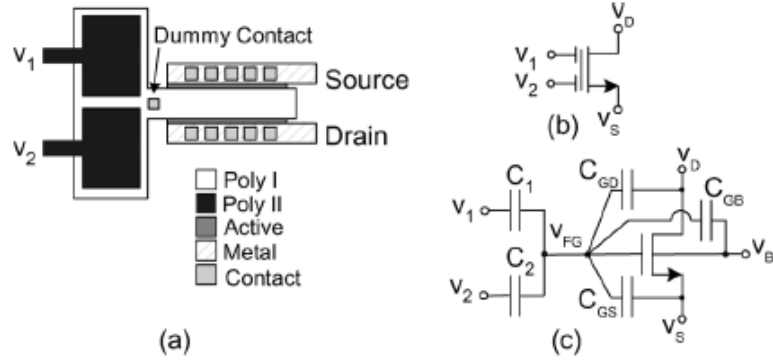 Dummy Contact
V1
V2
Source
Drain
Poly I
Poly II
Active
Metal
Contact
(a)
VD
V1
V2
VS
(b)
VD
C1
CGD
CGB
V1
VFG
VB
C2
V2
CGS
VS
(c)